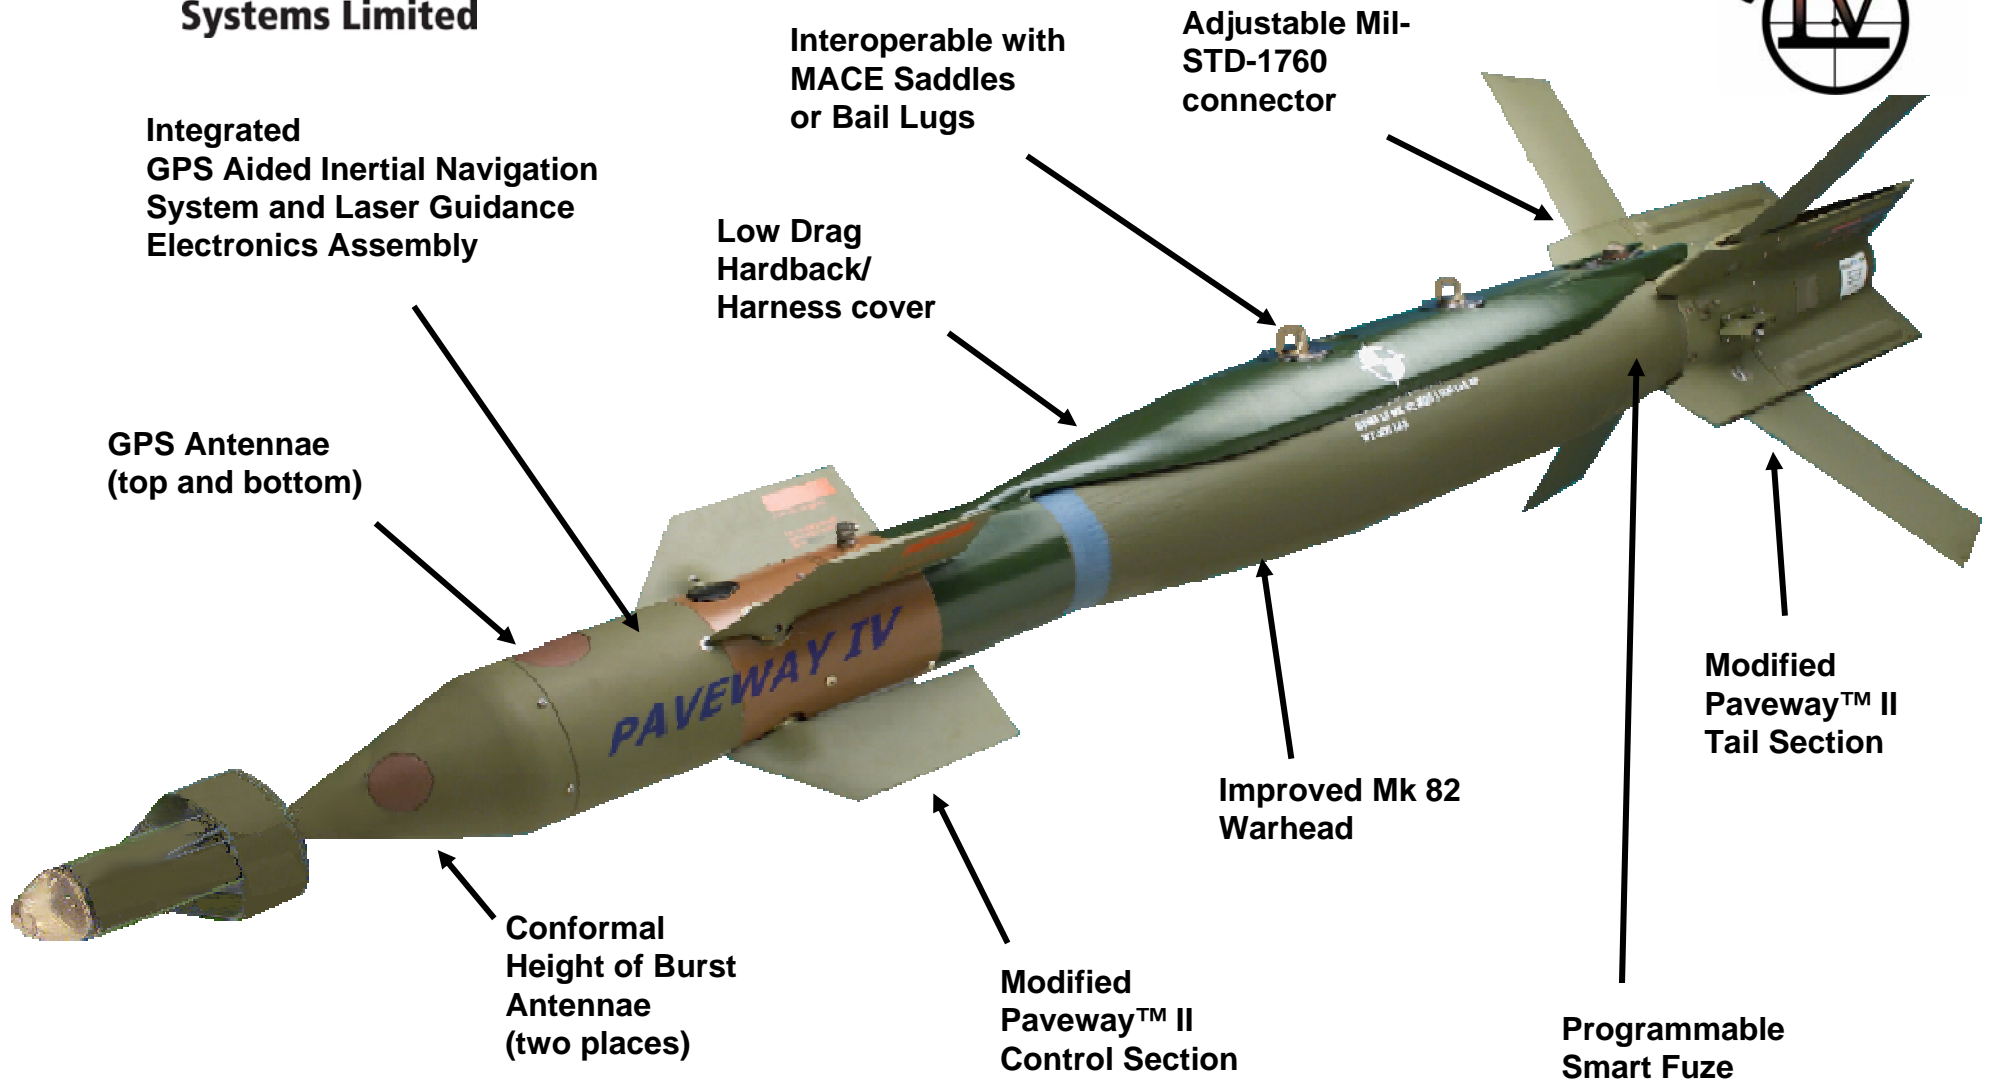 Systems Limited
Interoperable with
MACE Saddles
or Bail Lugs
Adjustable Mil-
STD-1760
connector
IV
Integrated
GPS Aided Inertial Navigation
System and Laser Guidance
Electronics Assembly
Low Drag
Hardback/
Harness cover
GPS Antennae
(top and bottom)
PAVEWAY IV
Modified
Paveway™ II
Tail Section
Improved Mk 82
Warhead
Conformal
Height of Burst
Antennae
(two places)
Modified
Paveway™ II
Control Section
Programmable
Smart Fuze